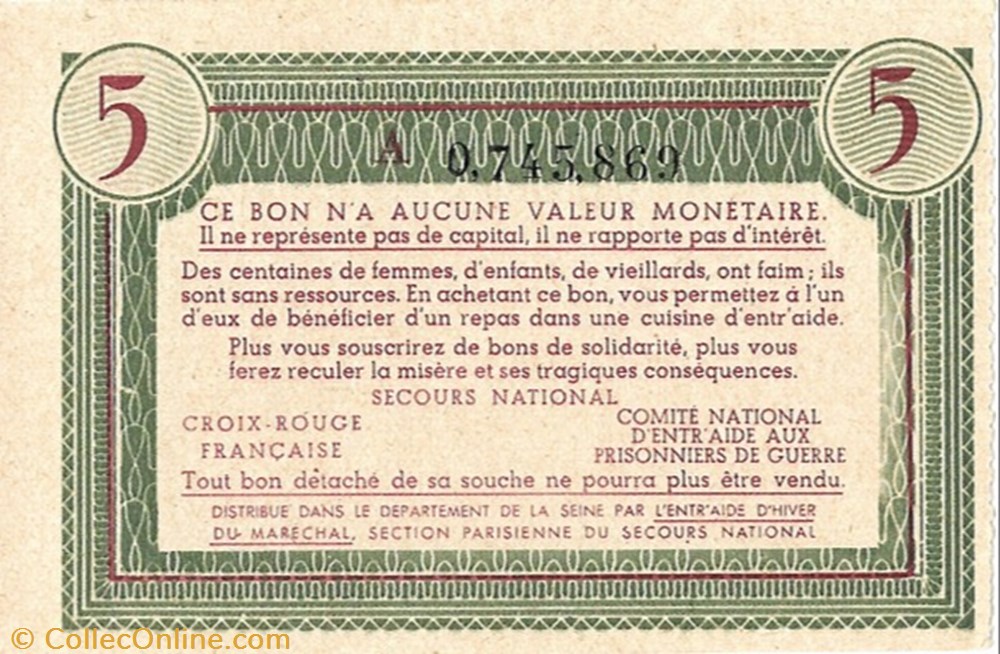 5 5
A 0,745,869
CE BON N'A AUCUNE VALEUR MONÉTAIRE.
Il ne représente pas de capital, il ne rapporte pas d'intérêt.
Des centaines de femmes, d'enfants, de vieillards, ont faim ; ils
sont sans ressources. En achetant ce bon, vous permettez à l'un
d'eux de bénéficier d'un repas dans une cuisine d'entr'aide.
Plus vous souscrirez de bons de solidarité, plus vous
ferez reculer la misère et ses tragiques conséquences.
SECOURS NATIONAL
CROIX-ROUGE
FRANÇAISE
COMITÉ NATIONAL
D'ENTR'AIDE AUX
PRISONNIERS DE GUERRE
Tout bon détaché de sa souche ne pourra plus être vendu.
DISTRIBUÉ DANS LE DEPARTEMENT DE LA SEINE PAR L'ENTR'AIDE D'HIVER
DU MARÉCHAL, SECTION PARISIENNE DU SECOURS NATIONAL
© CollecOnline.com